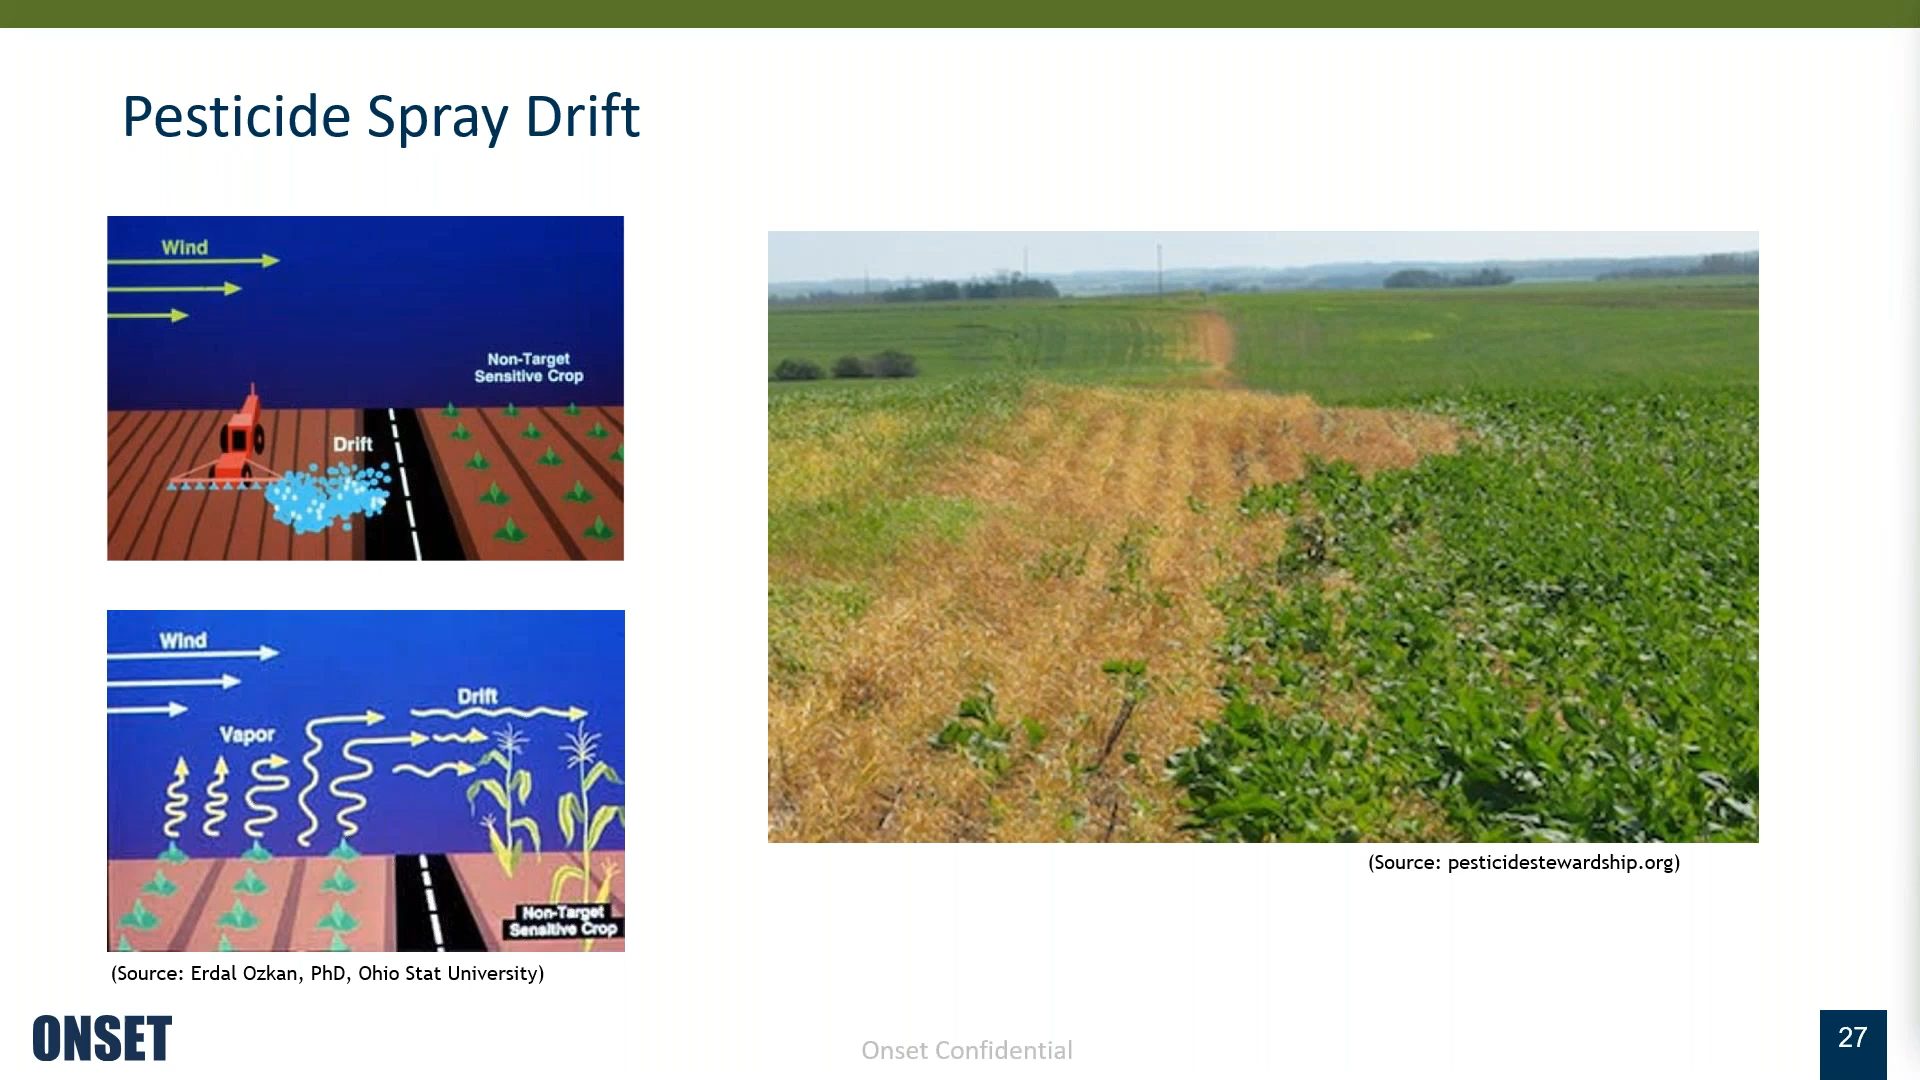 Pesticide Spray Drift
Wind
Non-Target
Sensitive Crop
Drift
Wind
Drift
Vapor
Non-Target
Sensitive Crop
(Source: Erdal Ozkan, PhD, Ohio Stat University)
(Source: pesticidestewardship.org)
ONSET
Onset Confidential
27